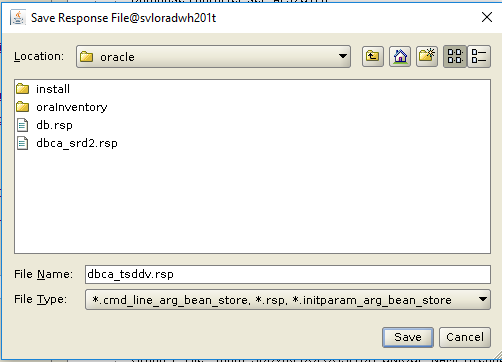 Save Response File@svloradwh201t
Location: oracle
install
oraInventory
db.rsp
dbca_srd2.rsp
File Name: dbca_tsddv.rsp
File Type: *.cmd_line_arg_bean_store, *.rsp, *.initparam_arg_bean_store
Save Cancel